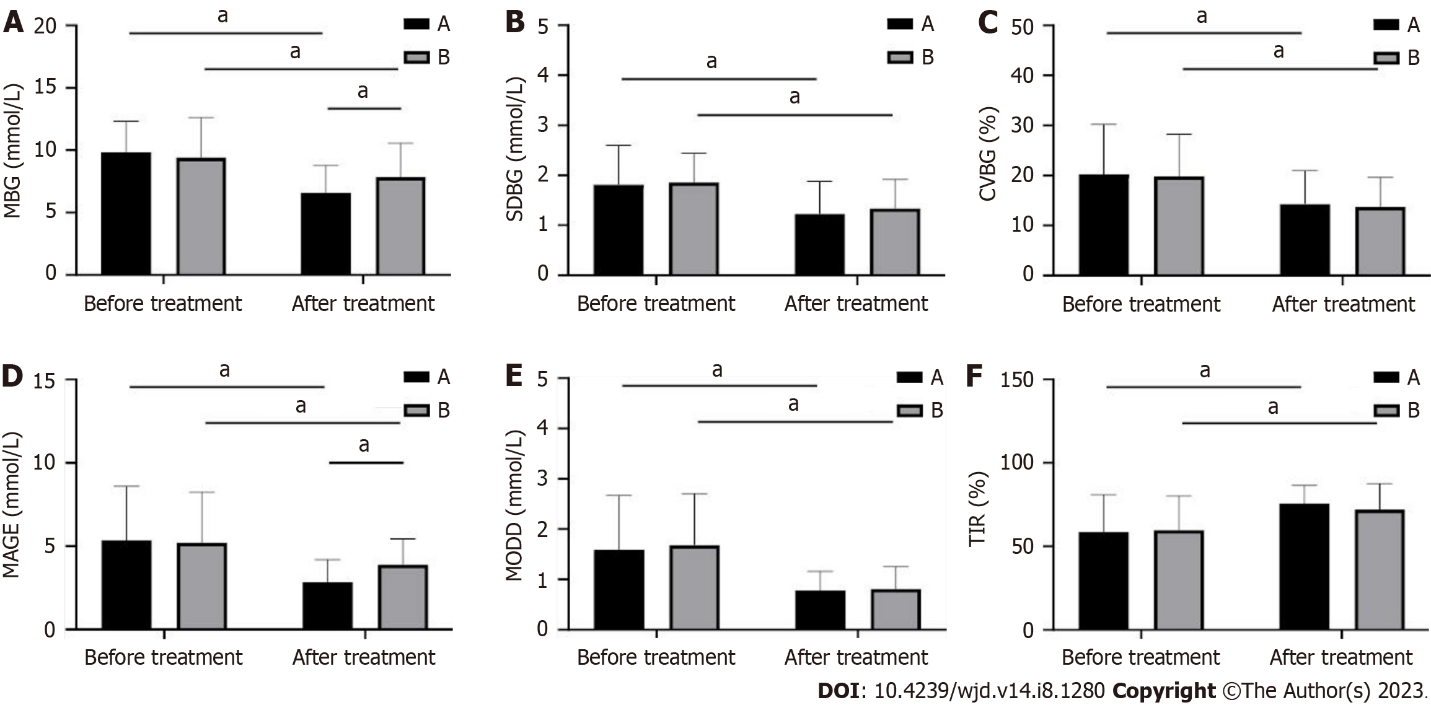 A
MBG (mmol/L)
20
15
10
5
0
a
a
a
A
B
Before treatment
After treatment
B
SDBG (mmol/L)
5
4
3
2
1
0
a
a
A
B
Before treatment
After treatment
C
CVBG (%)
50
40
30
20
10
0
a
a
A
B
Before treatment
After treatment
D
MAGE (mmol/L)
15
10
5
0
a
a
a
A
B
Before treatment
After treatment
E
MODD (mmol/L)
5
4
3
2
1
0
a
a
A
B
Before treatment
After treatment
F
TIR (%)
150
100
50
0
a
a
A
B
Before treatment
After treatment
DOI: 10.4239/wjd.v14.i8.1280 Copyright ©The Author(s) 2023.